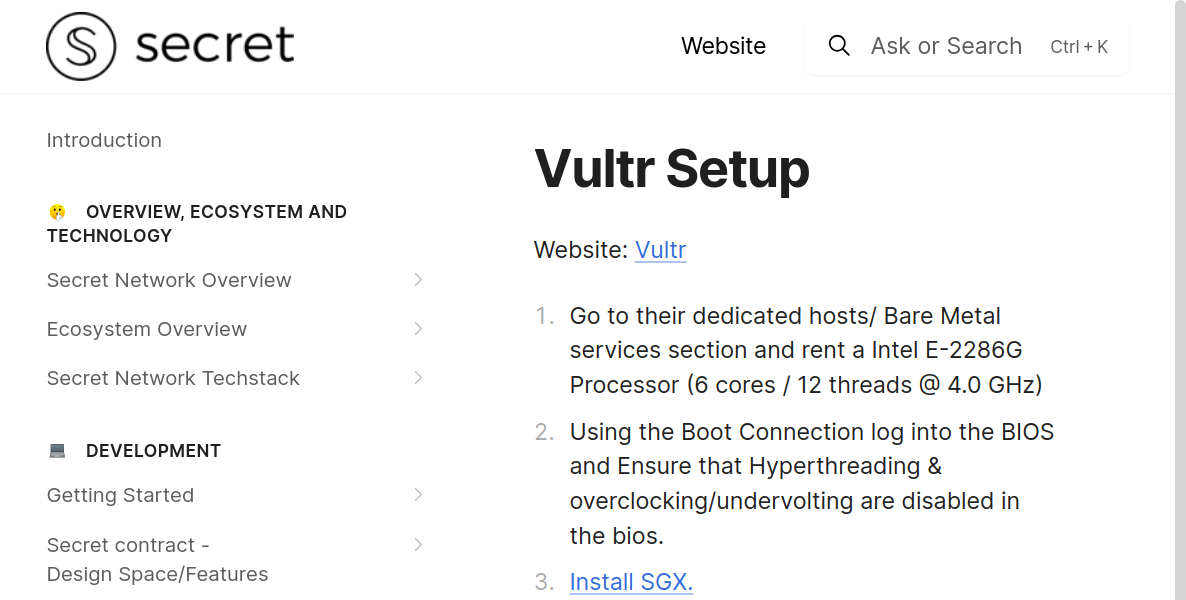 secret
Website
Ask or Search
Ctrl + K
Introduction
OVERVIEW, ECOSYSTEM AND
TECHNOLOGY
Secret Network Overview
Ecosystem Overview
Secret Network Techstack
DEVELOPMENT
Getting Started
Secret contract -
Design Space/Features
Vultr Setup
Website: Vultr
1. Go to their dedicated hosts/ Bare Metal
services section and rent a Intel E-2286G
Processor (6 cores / 12 threads @ 4.0 GHz)
2. Using the Boot Connection log into the BIOS
and Ensure that Hyperthreading &
overclocking/undervolting are disabled in
the bios.
3. Install SGX.